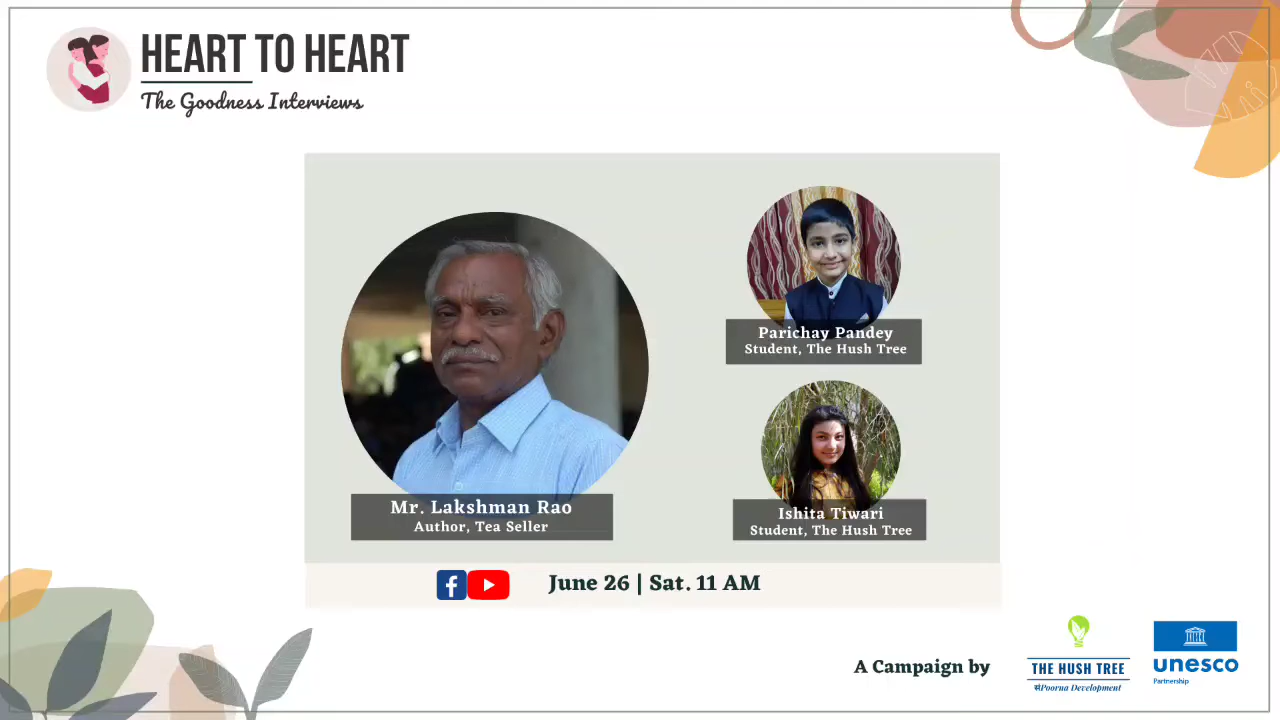 HEART TO HEART
The Goodness Interviews
Mr. Lakshman Rao
Author, Tea Seller
Parichay Pandey
Student, The Hush Tree
Ishita Tiwari
Student, The Hush Tree
June 26 | Sat. 11 AM
A Campaign by
THE HUSH TREE
संPoorna Development
unesco
Partnership